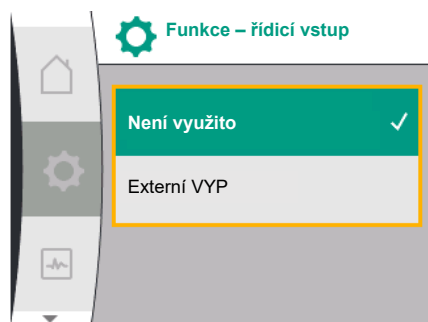 Funkce – řídicí vstup
Není využito
Externí VYP